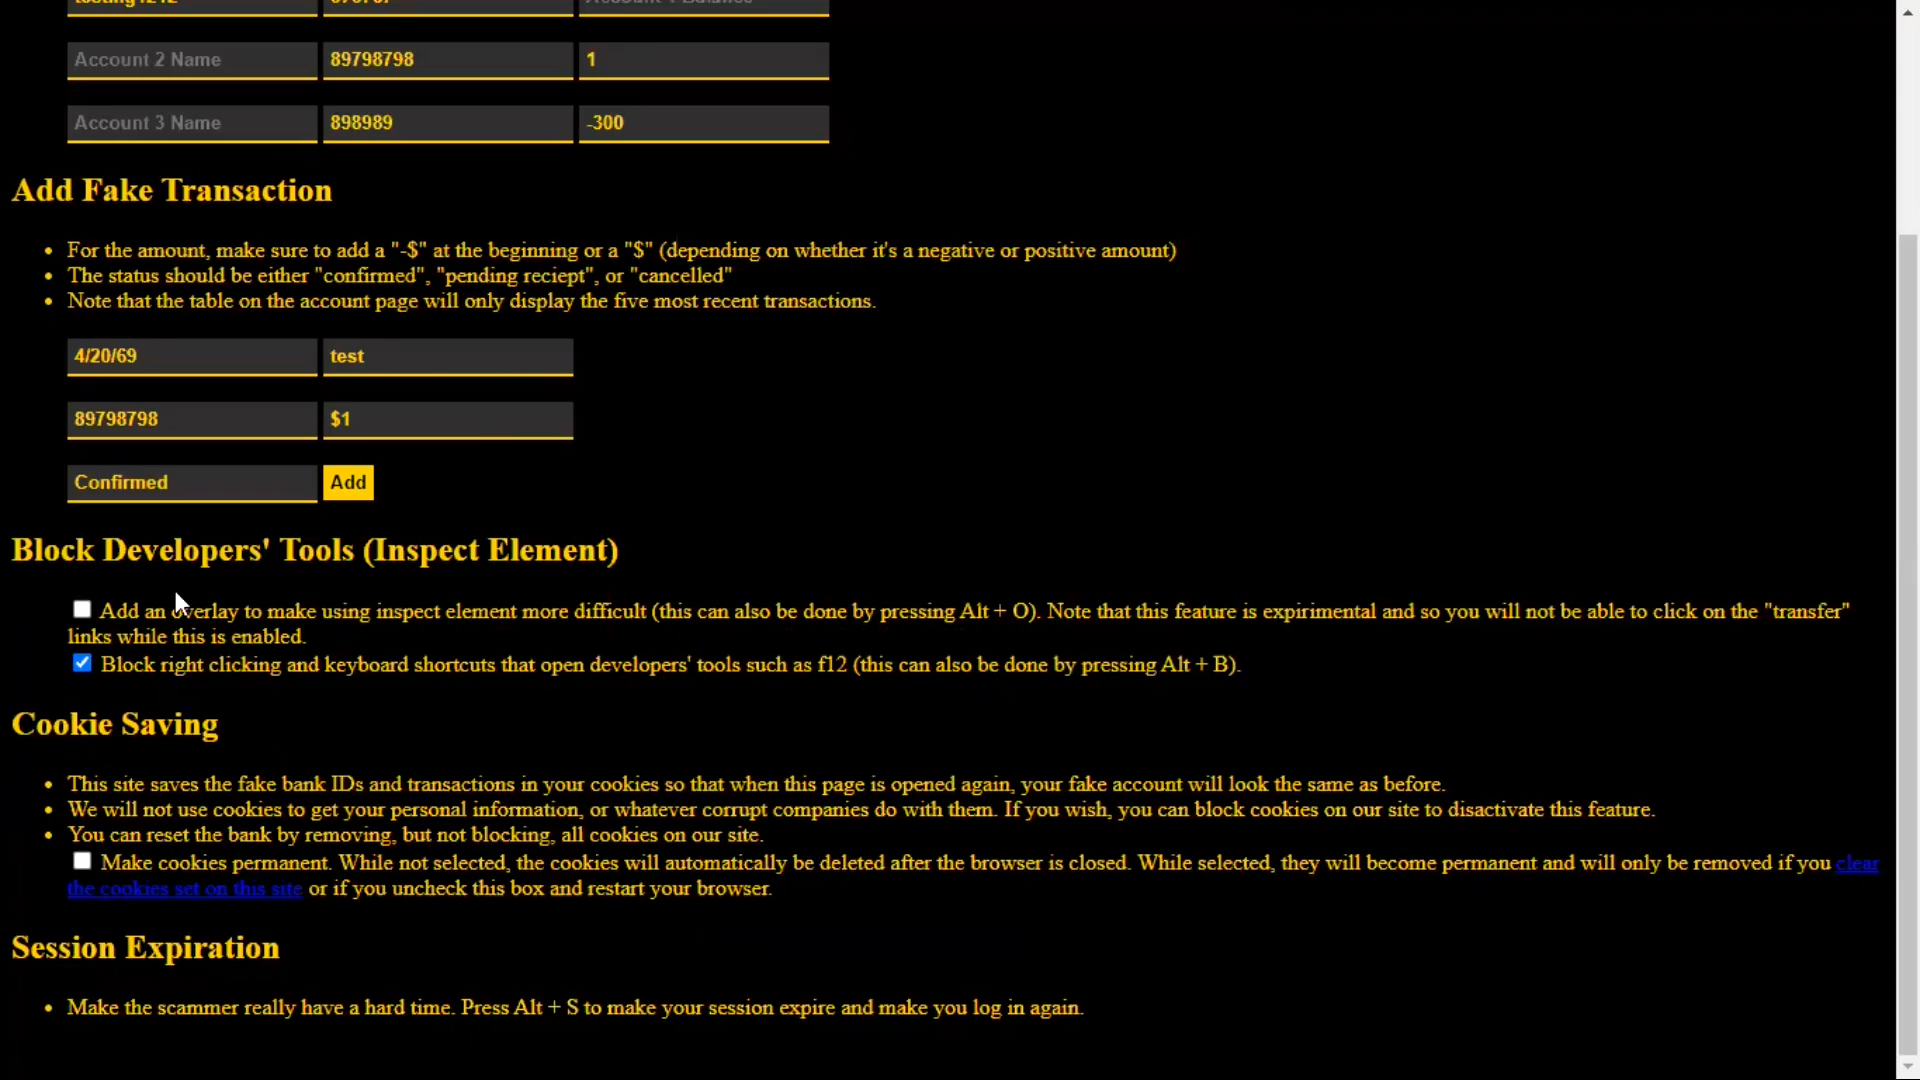 Account 2 Name 89798798 1
Account 3 Name 898989 -300
Add Fake Transaction
• For the amount, make sure to add a "-$" at the beginning or a "$" (depending on whether it's a negative or positive amount)
• The status should be either "confirmed", "pending reciept", or "cancelled"
• Note that the table on the account page will only display the five most recent transactions.
4/20/69 test
89798798 $1
Confirmed Add
Block Developers' Tools (Inspect Element)
Add an overlay to make using inspect element more difficult (this can also be done by pressing Alt + O). Note that this feature is expirimental and so you will not be able to click on the "transfer"
links while this is enabled.
Block right clicking and keyboard shortcuts that open developers' tools such as f12 (this can also be done by pressing Alt + B).
Cookie Saving
• This site saves the fake bank IDs and transactions in your cookies so that when this page is opened again, your fake account will look the same as before.
• We will not use cookies to get your personal information, or whatever corrupt companies do with them. If you wish, you can block cookies on our site to disactivate this feature.
• You can reset the bank by removing, but not blocking, all cookies on our site.
Make cookies permanent. While not selected, the cookies will automatically be deleted after the browser is closed. While selected, they will become permanent and will only be removed if you clear
the cookies set on this site or if you uncheck this box and restart your browser.
Session Expiration
• Make the scammer really have a hard time. Press Alt + S to make your session expire and make you log in again.